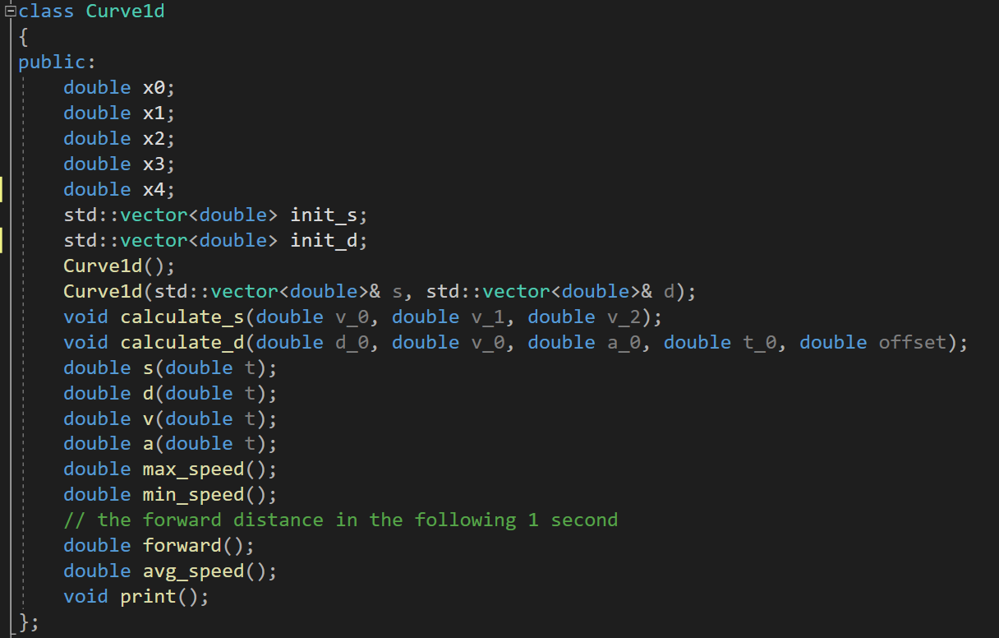 class Curve1d
{
public:
    double x0;
    double x1;
    double x2;
    double x3;
    double x4;
    std::vector<double> init_s;
    std::vector<double> init_d;
    Curve1d();
    Curve1d(std::vector<double>& s, std::vector<double>& d);
    void calculate_s(double v_0, double v_1, double v_2);
    void calculate_d(double d_0, double v_0, double a_0, double t_0, double offset);
    double s(double t);
    double d(double t);
    double v(double t);
    double a(double t);
    double max_speed();
    double min_speed();
    // the forward distance in the following 1 second
    double forward();
    double avg_speed();
    void print();
};